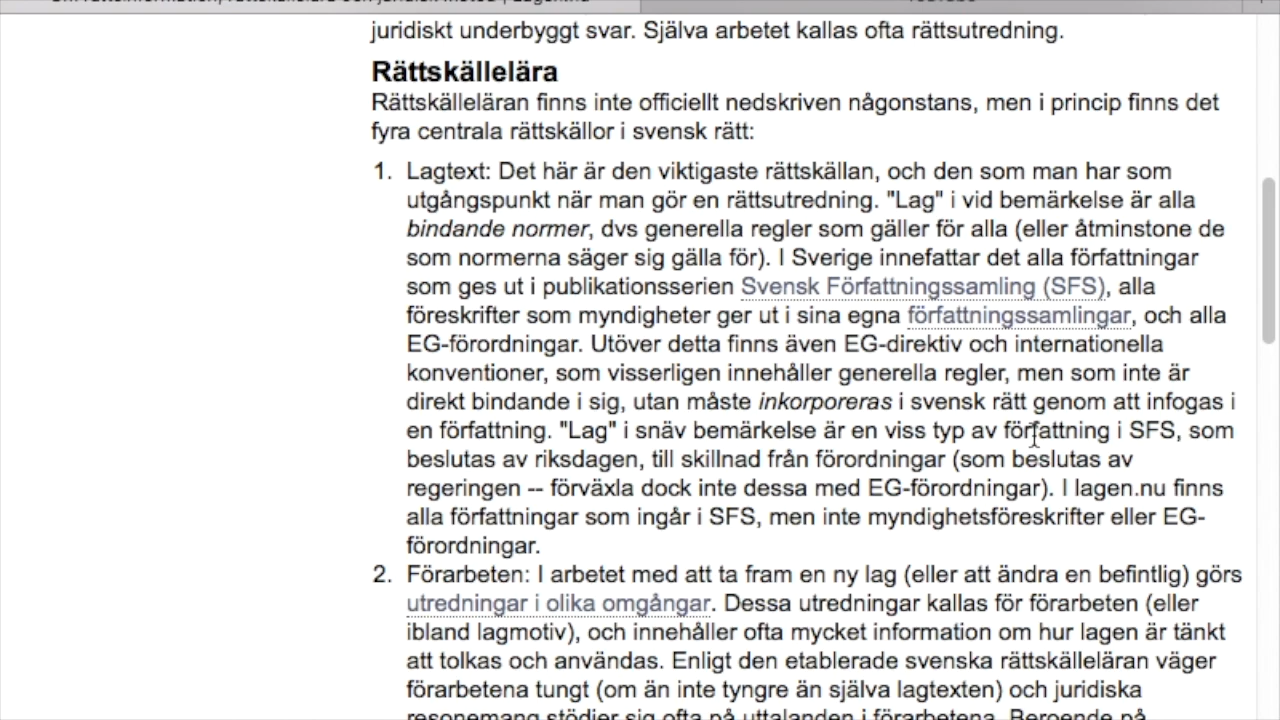 juridiskt underbyggt svar. Själva arbetet kallas ofta rättsutredning.
Rättskällelära
Rättskälleläran finns inte officiellt nedskriven någonstans, men i princip finns det
fyra centrala rättskällor i svensk rätt:
1. Lagtext: Det här är den viktigaste rättskällan, och den som man har som
utgångspunkt när man gör en rättsutredning. "Lag" i vid bemärkelse är alla
bindande normer, dvs generella regler som gäller för alla (eller åtminstone de
som normerna säger sig gälla för). I Sverige innefattar det alla författningar
som ges ut i publikationsserien Svensk Författningssamling (SFS), alla
föreskrifter som myndigheter ger ut i sina egna författningssamlingar, och alla
EG-förordningar. Utöver detta finns även EG-direktiv och internationella
konventioner, som visserligen innehåller generella regler, men som inte är
direkt bindande i sig, utan måste inkorporeras i svensk rätt genom att infogas i
en författning. "Lag" i snäv bemärkelse är en viss typ av författning i SFS, som
beslutas av riksdagen, till skillnad från förordningar (som beslutas av
regeringen -- förväxla dock inte dessa med EG-förordningar). I lagen.nu finns
alla författningar som ingår i SFS, men inte myndighetsföreskrifter eller EG-
förordningar.
2. Förarbeten: I arbetet med att ta fram en ny lag (eller att ändra en befintlig) görs
utredningar i olika omgångar. Dessa utredningar kallas för förarbeten (eller
ibland lagmotiv), och innehåller ofta mycket information om hur lagen är tänkt
att tolkas och användas. Enligt den etablerade svenska rättskälleläran väger
förarbetena tungt (om än inte tyngre än själva lagtexten) och juridiska
resonemang stödjer sig ofta på uttalanden i förarbetena. Beroende på